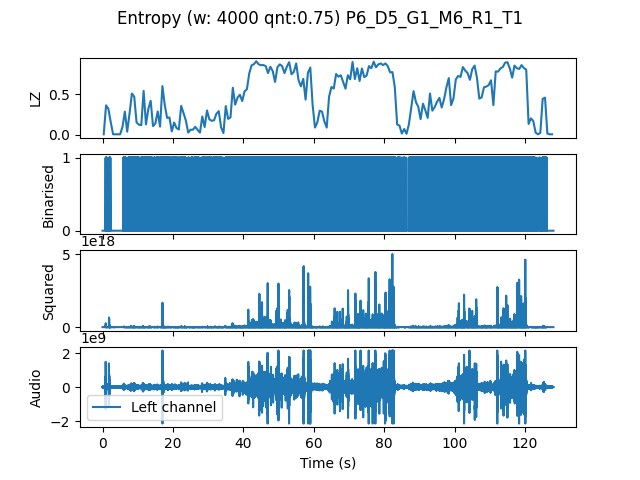 Entropy (w: 4000 qnt:0.75) P6_D5_G1_M6_R1_T1
LZ
0.5
0.0
Binarised
1
0
1e18
Squared
5
0
1e9
Audio
2
0
−2
Left channel
0 20 40 60 80 100 120
Time (s)